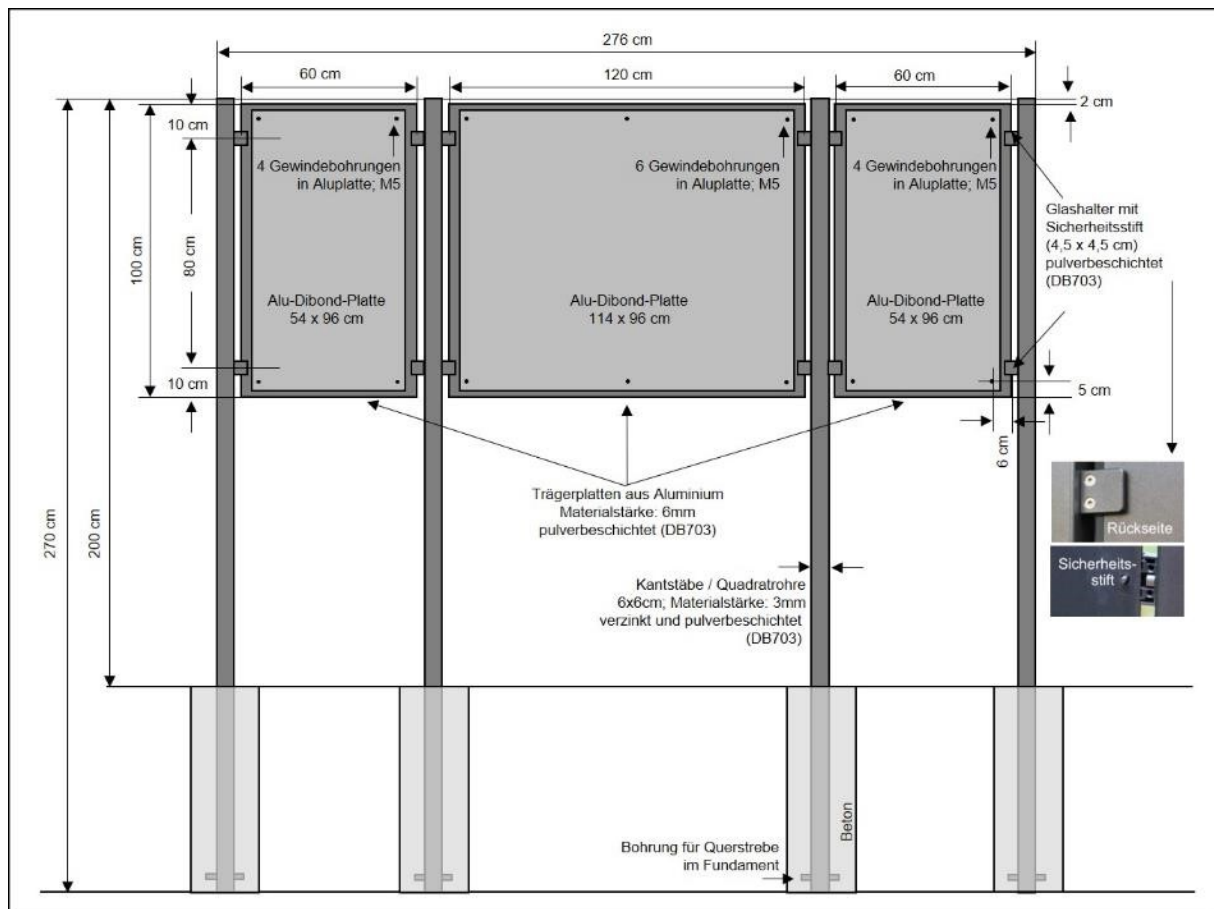 276 cm
60 cm
120 cm
60 cm
2 cm
10 cm
4 Gewindebohrungen
in Aluplatte; M5
6 Gewindebohrungen
in Aluplatte; M5
4 Gewindebohrungen
in Aluplatte; M5
Glashalter mit
Sicherheitsstift
(4,5 x 4,5 cm)
pulverbeschichtet
(DB703)
100 cm
80 cm
Alu-Dibond-Platte
54 x 96 cm
Alu-Dibond-Platte
114 x 96 cm
Alu-Dibond-Platte
54 x 96 cm
10 cm
5 cm
6 cm
Trägerplatten aus Aluminium
Materialstärke: 6mm
pulverbeschichtet (DB703)
270 cm
200 cm
Rückseite
Sicherheits-
stift
Kantstäbe / Quadratrohre
6x6cm; Materialstärke: 3mm
verzinkt und pulverbeschichtet
(DB703)
Beton
Bohrung für Querstrebe
im Fundament